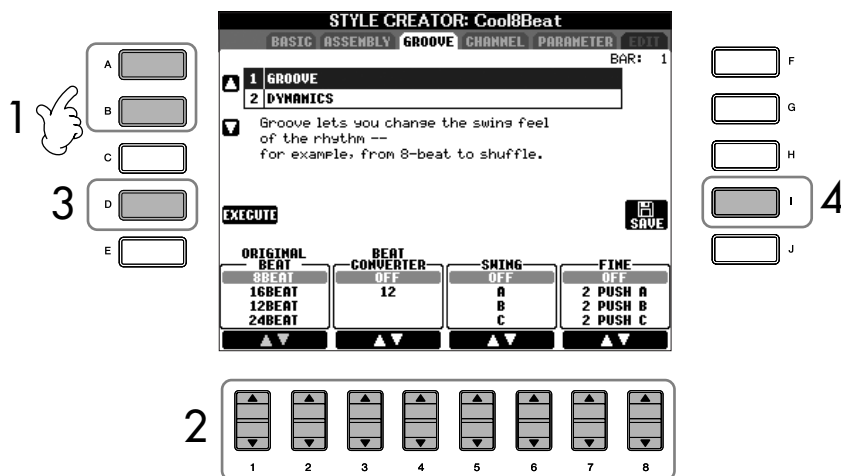 STYLE CREATOR: Cool8Beat
BASIC ASSEMBLY GROOVE CHANNEL PARAMETER EDIT
BAR: 1
1 GROOVE
2 DYNAMICS
Groove lets you change the swing feel
of the rhythm --
for example, from 8-beat to shuffle.
EXECUTE
SAVE
ORIGINAL BEAT
8BEAT
16BEAT
12BEAT
24BEAT
BEAT CONVERTER
OFF
12
SWING
OFF
A
B
C
FINE
OFF
2 PUSH A
2 PUSH B
2 PUSH C
1
A
B
C
3
D
E
F
G
H
I
4
J
2
1 2 3 4 5 6 7 8